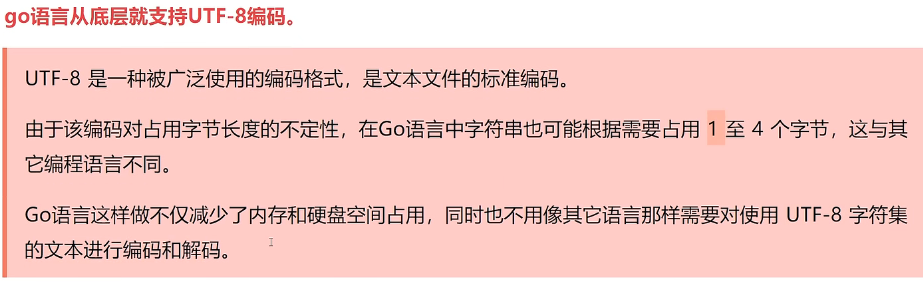 go语言从底层就支持UTF-8编码。
UTF-8 是一种被广泛使用的编码格式，是文本文件的标准编码。
由于该编码对占用字节长度的不定性，在Go语言中字符串也可能根据需要占用 1 至 4 个字节，这与其
它编程语言不同。
Go语言这样做不仅减少了内存和硬盘空间占用，同时也不用像其它语言那样需要对使用 UTF-8 字符集
的文本进行编码和解码。